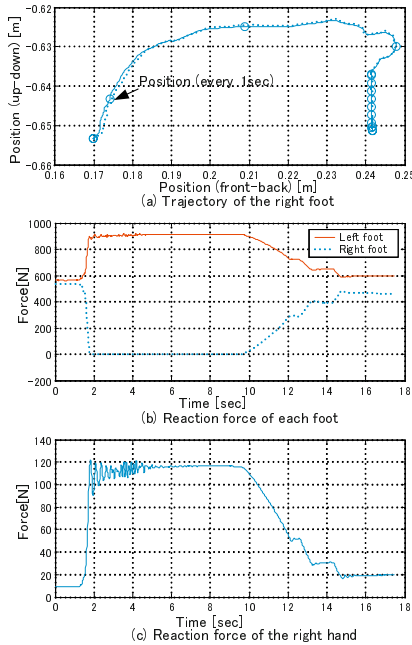 Position (up-down) [m]
-0.62
-0.63
-0.64
-0.65
-0.66
Position (every 1sec)
0.16 0.17 0.18 0.19 0.2 0.21 0.22 0.23 0.24 0.25
Position (front-back) [m]
(a) Trajectory of the right foot
Force[N]
1000
800
600
400
200
0
-200
Left foot
Right foot
0 2 4 6 8 10 12 14 16 18
Time [sec]
(b) Reaction force of each foot
Force[N]
140
120
100
80
60
40
20
0
0 2 4 6 8 10 12 14 16 18
Time [sec]
(c) Reaction force of the right hand